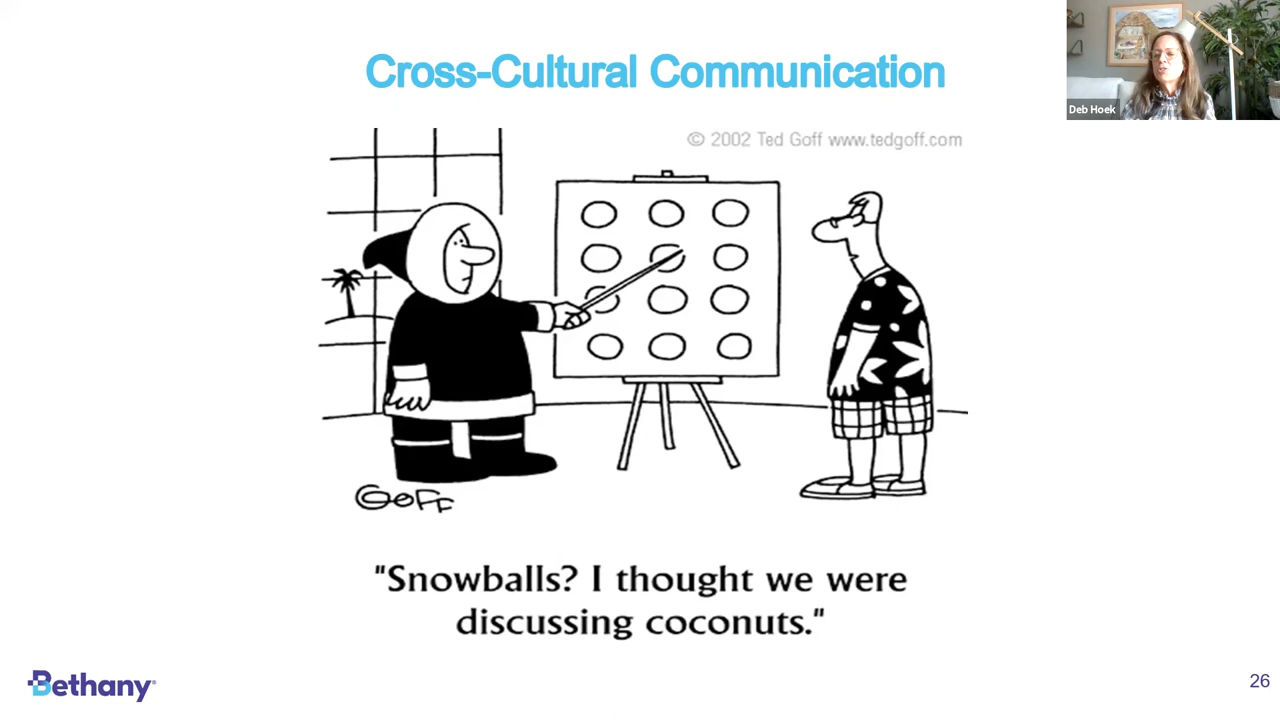 Cross-Cultural Communication
Deb Hoek
© 2002 Ted Goff www.tedgoff.com
GOFF
"Snowballs? I thought we were
discussing coconuts."
Bethany®
26